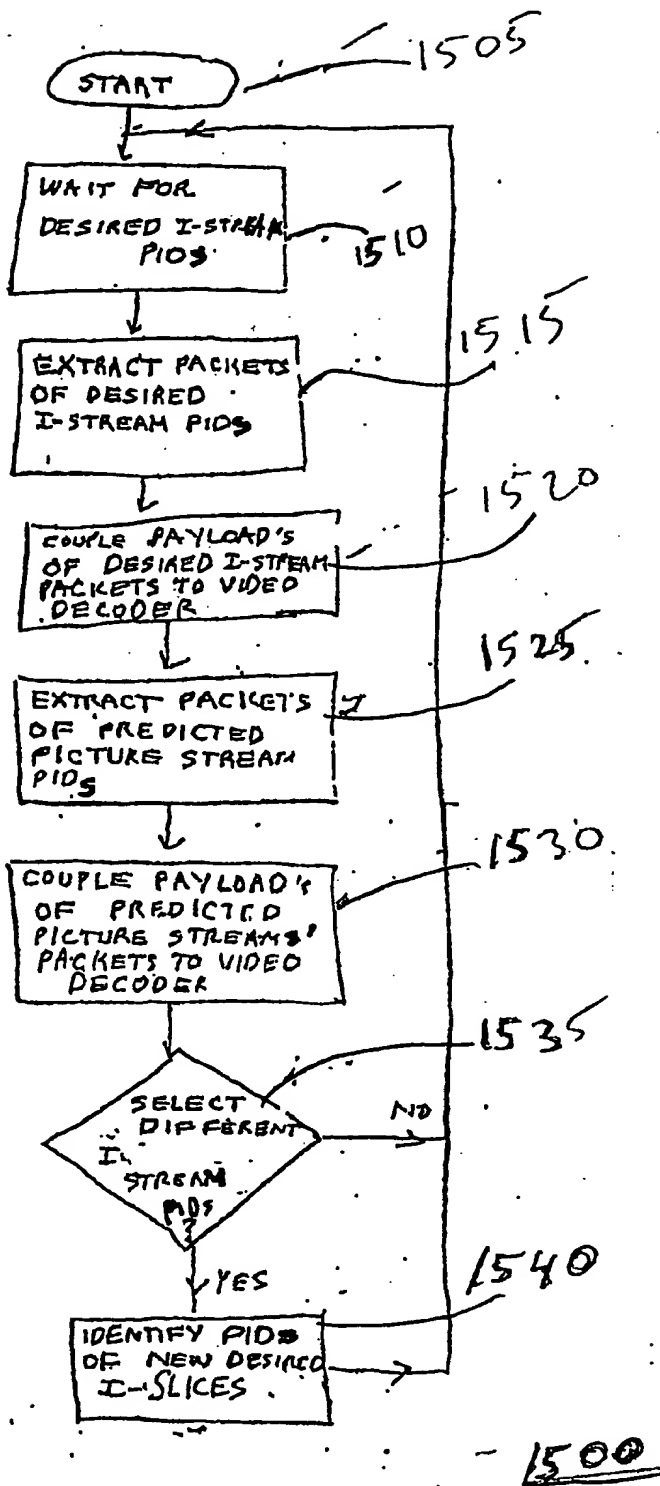 START
1505
WAIT FOR
DESIRED I-STREAM
PIDS
1510
EXTRACT PACKETS
OF DESIRED
I-STREAM PIDS
1515
COUPLE PAYLOAD'S
OF DESIRED I-STREAM
PACKETS TO VIDEO
DECODER
1520
EXTRACT PACKETS
OF PREDICTED
PICTURE STREAM
PIDS
1525
COUPLE PAYLOAD'S
OF PREDICTED
PICTURE STREAMS'
PACKETS TO VIDEO
DECODER
1530
SELECT
DIFFERENT
I-
STREAM
PIDS
?
1535
NO
YES
IDENTIFY PIDS
OF NEW DESIRED
I-SLICES
1540
1500